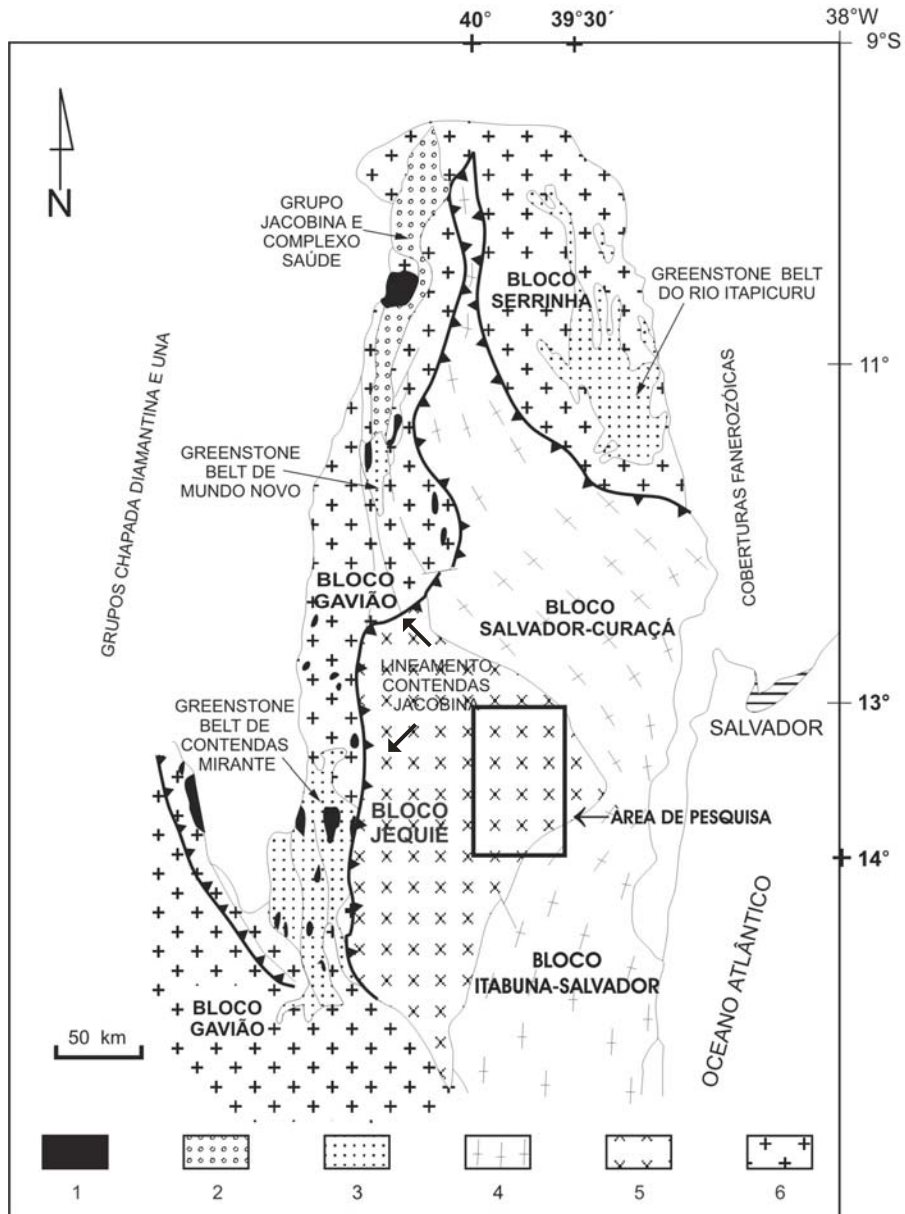 40°
39°30´
38°W
9°S
N
GRUPO
JACOBINA E
COMPLEXO
SAÚDE
BLOCO
SERRINHA
GREENSTONE BELT
DO RIO ITAPICURU
11°
GRUPOS CHAPADA DIAMANTINA E UNA
COBERTURAS FANEROZÓICAS
GREENSTONE
BELT DE
MUNDO NOVO
BLOCO
GAVIÃO
BLOCO
SALVADOR-CURAÇÁ
LINEAMENTO
CONTENDAS
JACOBINA
13°
SALVADOR
GREENSTONE
BELT DE
CONTENDAS
MIRANTE
BLOCO
JEQUIÉ
ÀREA DE PESQUISA
14°
BLOCO
ITABUNA-SALVADOR
OCEANO ATLÂNTICO
BLOCO
GAVIÃO
50 km
1
2
3
4
5
6